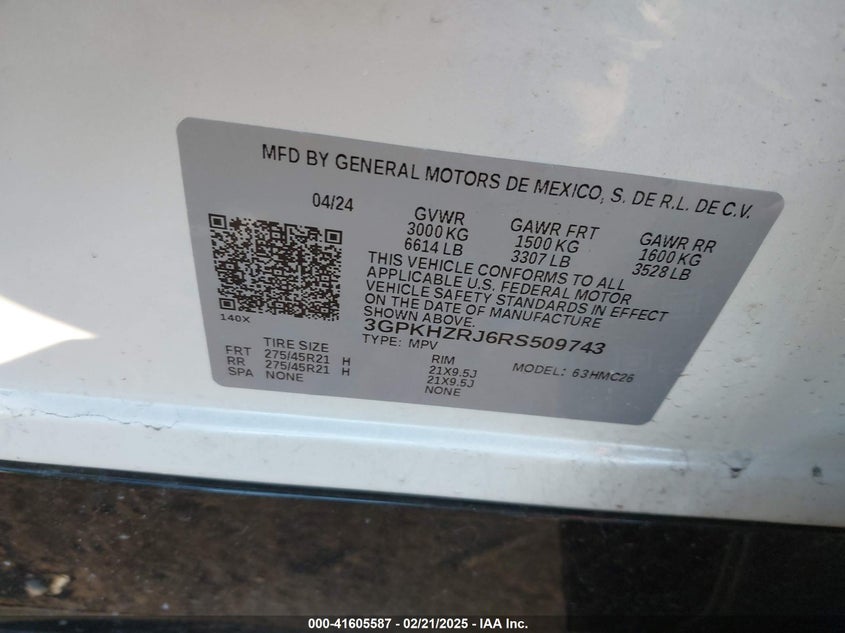 MFD BY GENERAL MOTORS DE MEXICO, S. DE R.L. DE C.V.
04/24
GVWR
3000 KG
6614 LB
GAWR FRT
1500 KG
3307 LB
GAWR RR
1600 KG
3528 LB
THIS VEHICLE CONFORMS TO ALL
APPLICABLE U.S. FEDERAL MOTOR
VEHICLE SAFETY STANDARDS IN EFFECT
ON THE DATE OF MANUFACTURE
SHOWN ABOVE.
140X
3GPKHZRJ6RS509743
TYPE: MPV
MODEL: 63HMC26
TIRE SIZE
RIM
FRT 275/45R21 H 21X9.5J
RR 275/45R21 H 21X9.5J
SPA NONE NONE
000-41605587 - 02/21/2025 - IAA Inc.